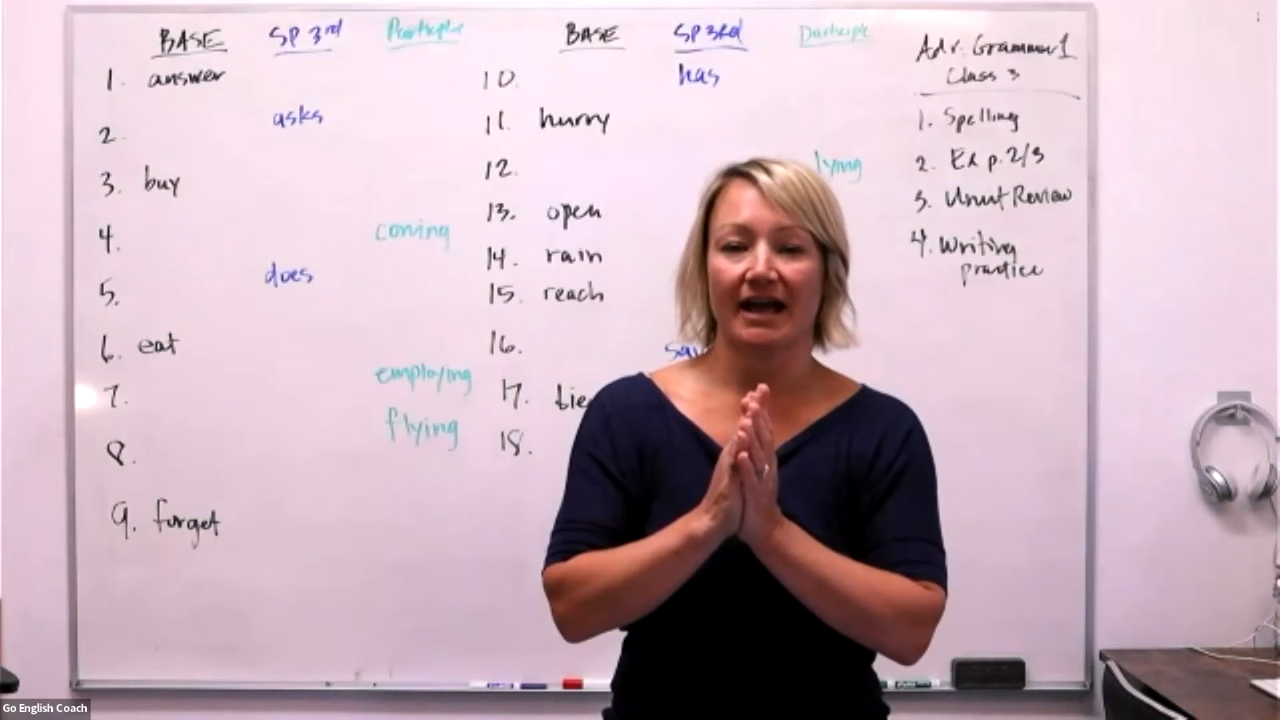 BASE SP 3rd Participle BASE SP 3rd Participle
1. answer
2. asks
3. buy
4. coming
5. does
6. eat
7. employing
8. flying
9. forget
10. has
11. hurry
12. lying
13. open
14. rain
15. reach
16.
17. tie
18.
Adv. Grammar 1
Class 3
1. Spelling
2. Ex p. 2/3
3. Unit Review
4. Writing
practice
Go English Coach